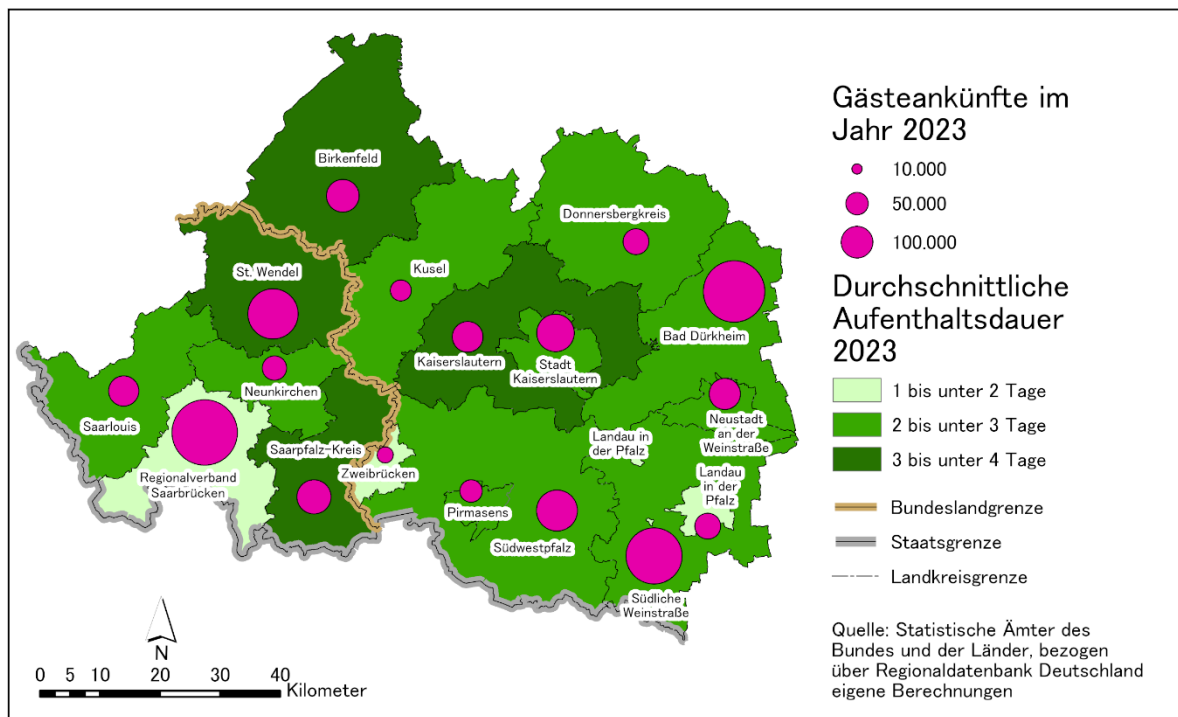 Birkenfeld
Donnersbergkreis
St. Wendel
Kusel
Bad Dürkheim
Kaiserslautern
Stadt
Kaiserslautern
Neunkirchen
Saarlouis
Neustadt
an der
Weinstraße
Saarpfalz-Kreis
Landau in
der Pfalz
Zweibrücken
Regionalverband
Saarbrücken
Landau
in der
Pfalz
Pirmasens
Südwestpfalz
Südliche
Weinstraße
N
0 5 10 20 30 40
Kilometer
Gästeankünfte im
Jahr 2023
10.000
50.000
100.000
Durchschnittliche
Aufenthaltsdauer
2023
1 bis unter 2 Tage
2 bis unter 3 Tage
3 bis unter 4 Tage
Bundeslandgrenze
Staatsgrenze
Landkreisgrenze
Quelle: Statistische Ämter des
Bundes und der Länder, bezogen
über Regionaldatenbank Deutschland
eigene Berechnungen